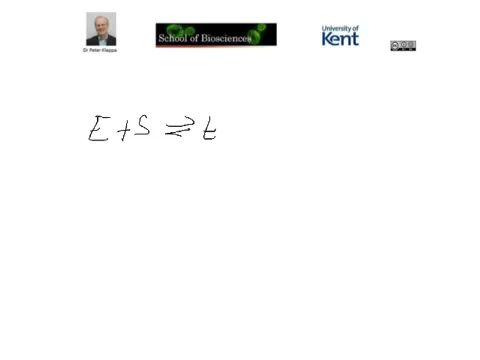 Dr Peter Klappa
School of Biosciences
University of
Kent
E + S ⇌ E